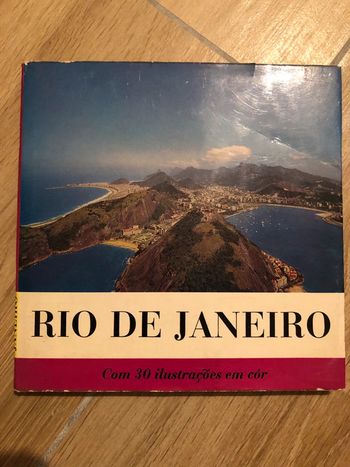 RIO DE JANEIRO
Com 30 ilustrações em côr